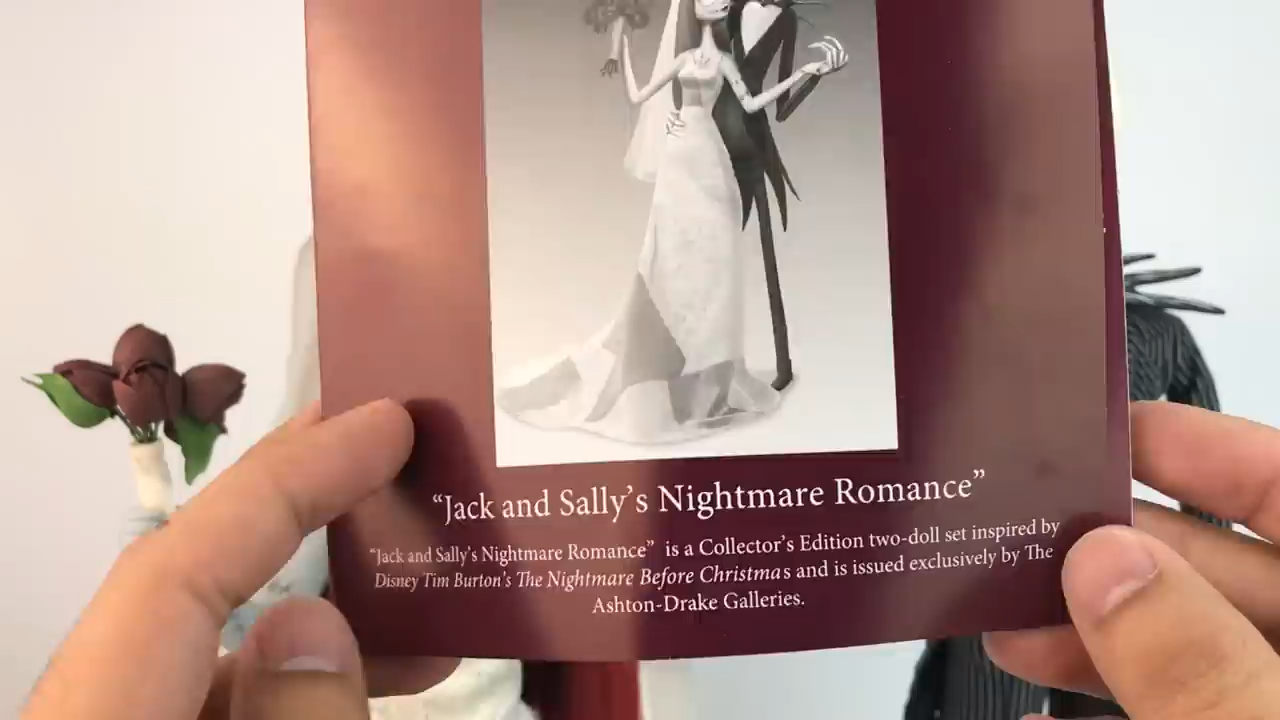 “Jack and Sally’s Nightmare Romance”
“Jack and Sally’s Nightmare Romance” is a Collector’s Edition two-doll set inspired by
Disney Tim Burton’s The Nightmare Before Christmas and is issued exclusively by The
Ashton-Drake Galleries.